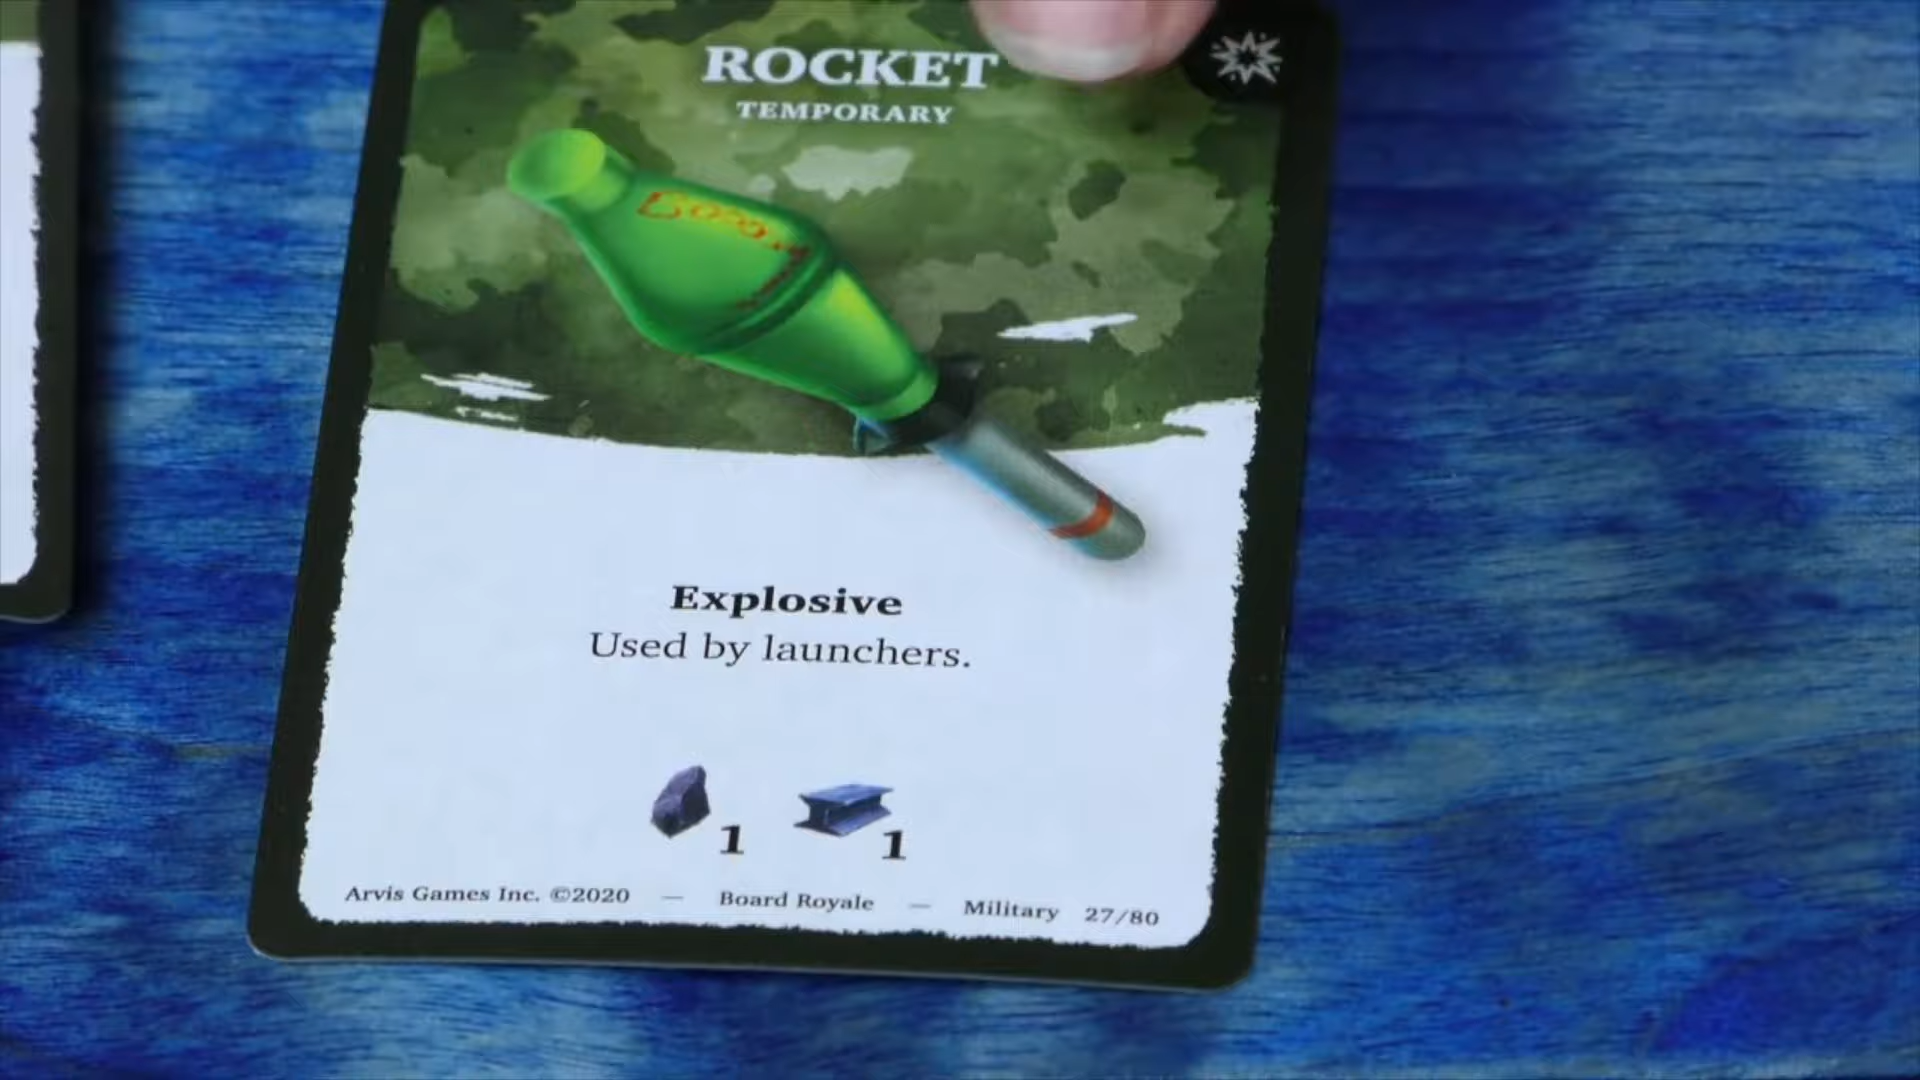 ROCKET
TEMPORARY
Explosive
Used by launchers.
1 1
Arvis Games Inc. ©2020 — Board Royale — Military 27/80